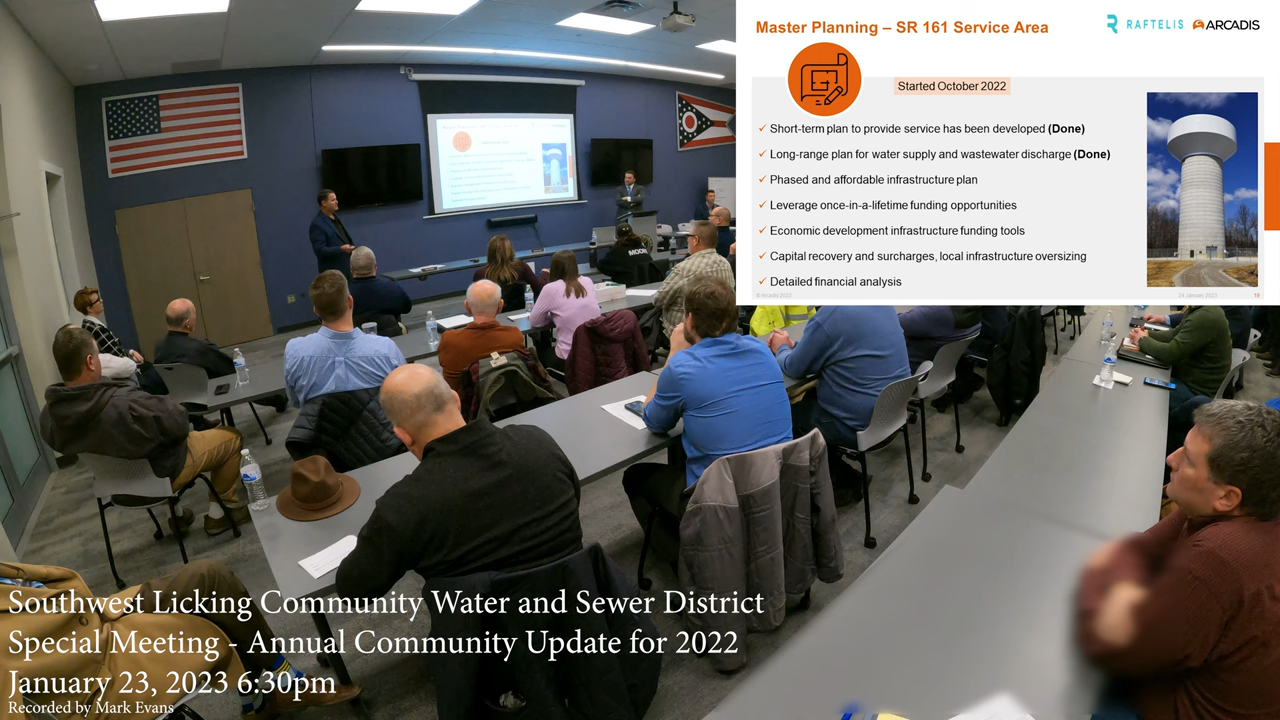 Master Planning – SR 161 Service Area
RAFTELIS
ARCADIS
Started October 2022
✓ Short-term plan to provide service has been developed (Done)
✓ Long-range plan for water supply and wastewater discharge (Done)
✓ Phased and affordable infrastructure plan
✓ Leverage once-in-a-lifetime funding opportunities
✓ Economic development infrastructure funding tools
✓ Capital recovery and surcharges, local infrastructure oversizing
✓ Detailed financial analysis
© Arcadis 2022
24 January 2023
MOON
Southwest Licking Community Water and Sewer District
Special Meeting - Annual Community Update for 2022
January 23, 2023 6:30pm
Recorded by Mark Evans